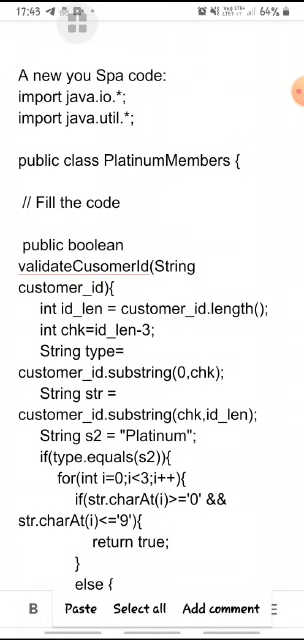 17:43
64%
A new you Spa code:
import java.io.*;
import java.util.*;
public class PlatinumMembers {
// Fill the code
public boolean
validateCusomerId(String
customer_id){
int id_len = customer_id.length();
int chk=id_len-3;
String type=
customer_id.substring(0,chk);
String str =
customer_id.substring(chk,id_len);
String s2 = "Platinum";
if(type.equals(s2)){
for(int i=0;i<3;i++){
if(str.charAt(i)>='0' &&
str.charAt(i)<='9'){
return true;
}
else {
B Paste Select all Add comment